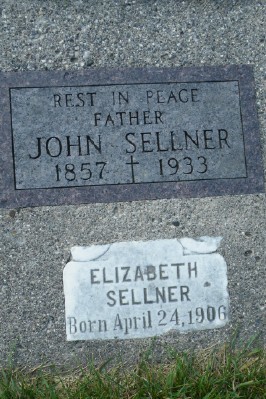 REST IN PEACE
FATHER
JOHN SELLNER
1857 † 1933
ELIZABETH
SELLNER
Born April 24, 1906